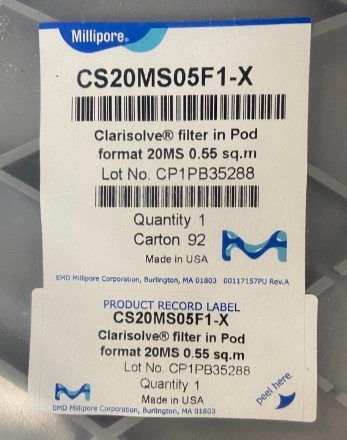 Millipore®
CS20MS05F1-X
Clarisolve® filter in Pod
format 20MS 0.55 sq.m
Lot No. CP1PB35288
Quantity 1
Carton 92
Made in USA
EMD Millipore Corporation, Burlington, MA 01803 00117157PU Rev.A
PRODUCT RECORD LABEL
CS20MS05F1-X
Clarisolve® filter in Pod
format 20MS 0.55 sq.m
Lot No. CP1PB35288
Quantity 1
Made in USA
peel here
EMD Millipore Corporation, Burlington, MA 01803